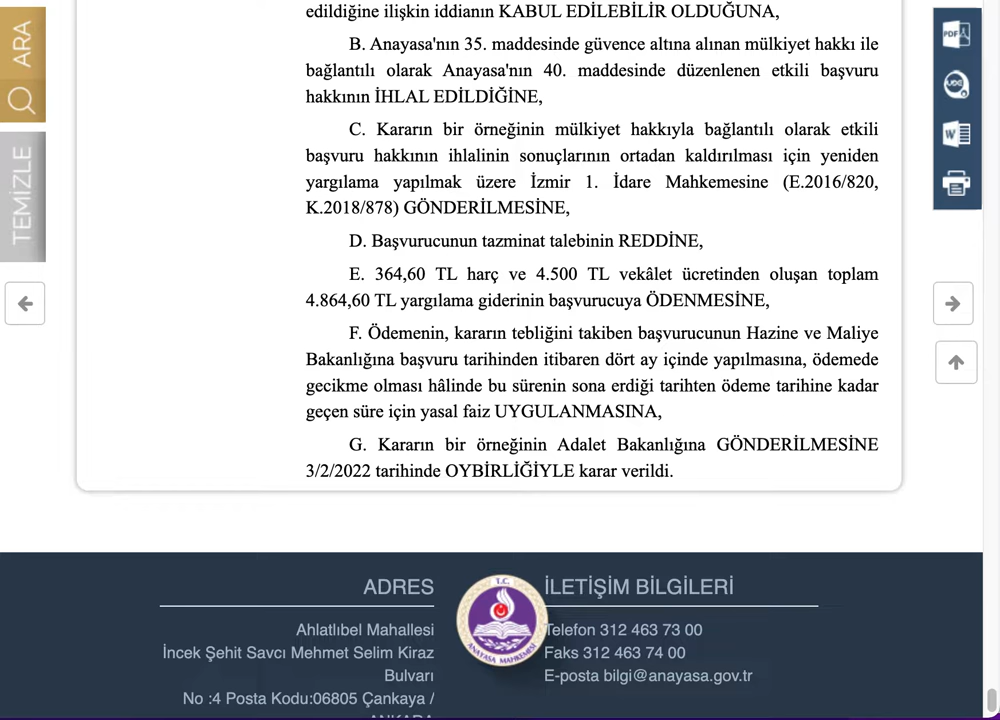 ARA
TEMİZLE
edildiğine ilişkin iddianın KABUL EDİLEBİLİR OLDUĞUNA,
B. Anayasa'nın 35. maddesinde güvence altına alınan mülkiyet hakkı ile
bağlantılı olarak Anayasa'nın 40. maddesinde düzenlenen etkili başvuru
hakkının İHLAL EDİLDİĞİNE,
C. Kararın bir örneğinin mülkiyet hakkıyla bağlantılı olarak etkili
başvuru hakkının ihlalinin sonuçlarının ortadan kaldırılması için yeniden
yargılama yapılmak üzere İzmir 1. İdare Mahkemesine (E.2016/820,
K.2018/878) GÖNDERİLMESİNE,
D. Başvurucunun tazminat talebinin REDDİNE,
E. 364,60 TL harç ve 4.500 TL vekâlet ücretinden oluşan toplam
4.864,60 TL yargılama giderinin başvurucuya ÖDENMESİNE,
F. Ödemenin, kararın tebliğini takiben başvurucunun Hazine ve Maliye
Bakanlığına başvuru tarihinden itibaren dört ay içinde yapılmasına, ödemede
gecikme olması hâlinde bu sürenin sona erdiği tarihten ödeme tarihine kadar
geçen süre için yasal faiz UYGULANMASINA,
G. Kararın bir örneğinin Adalet Bakanlığına GÖNDERİLMESİNE
3/2/2022 tarihinde OYBİRLİĞİYLE karar verildi.
PDF
UDF
W
ADRES
Ahlatlıbel Mahallesi
İncek Şehit Savcı Mehmet Selim Kiraz
Bulvarı
No :4 Posta Kodu:06805 Çankaya /
ANKARA
T.C.
ANAYASA MAHKEMESİ
İLETİŞİM BİLGİLERİ
Telefon 312 463 73 00
Faks 312 463 74 00
E-posta bilgi@anayasa.gov.tr